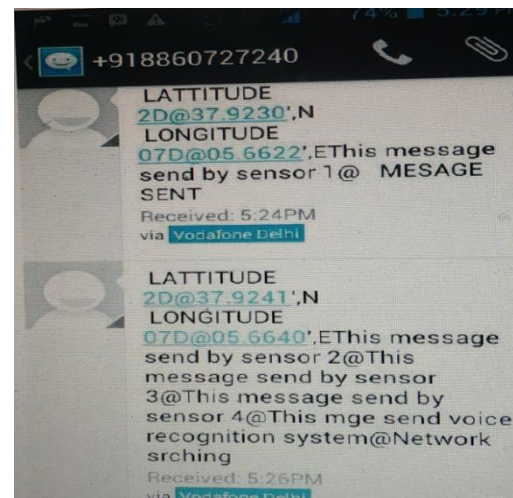 74% 5:29 P
+918860727240
LATTITUDE
2D@37.9230',N
LONGITUDE
07D@05.6622',EThis message
send by sensor 1@ MESAGE
SENT
Received: 5:24PM
via Vodafone Delhi
LATTITUDE
2D@37.9241',N
LONGITUDE
07D@05.6640',EThis message
send by sensor 2@This
message send by sensor
3@This message send by
sensor 4@This mge send voice
recognition system@Network
srching
Received: 5:26PM
via Vodafone Delhi